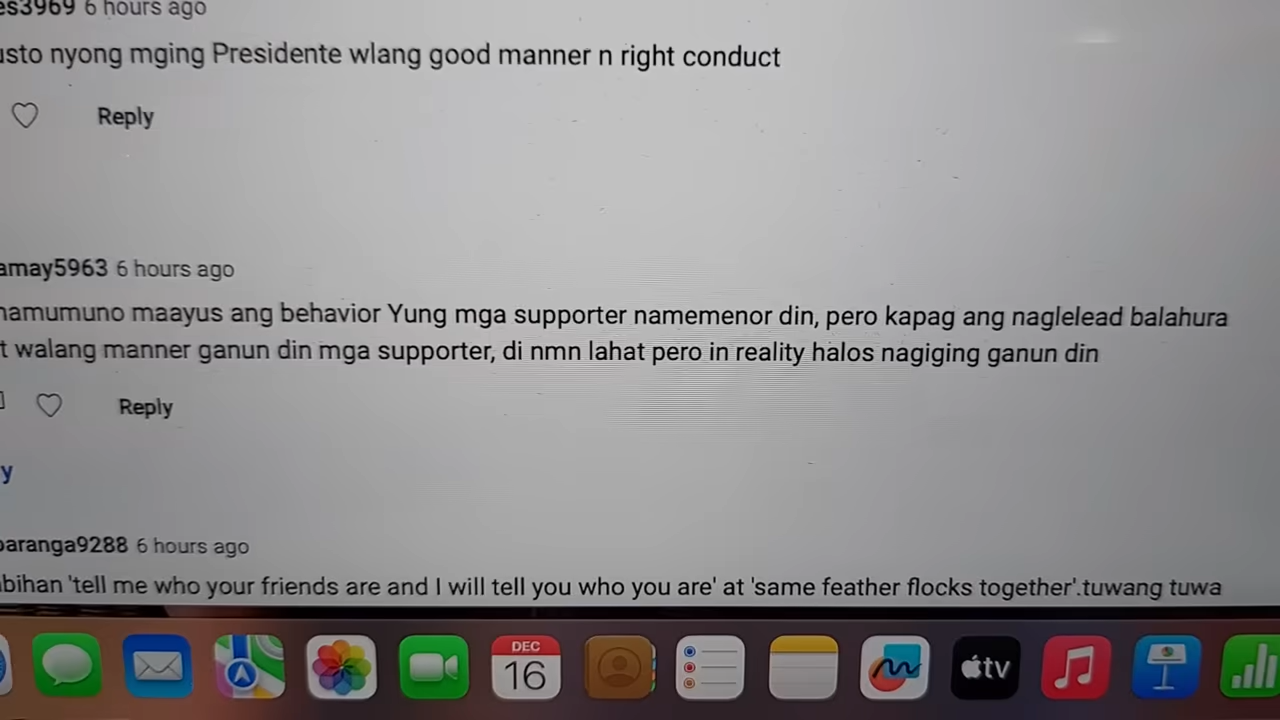 es3969 6 hours ago
usto nyong mging Presidente wlang good manner n right conduct
Reply
amay5963 6 hours ago
namumuno maayus ang behavior Yung mga supporter namemenor din, pero kapag ang naglelead balahura
t walang manner ganun din mga supporter, di nmn lahat pero in reality halos nagiging ganun din
Reply
y
paranga9288 6 hours ago
bihan 'tell me who your friends are and I will tell you who you are' at 'same feather flocks together'.tuwang tuwa
DEC
16
tv